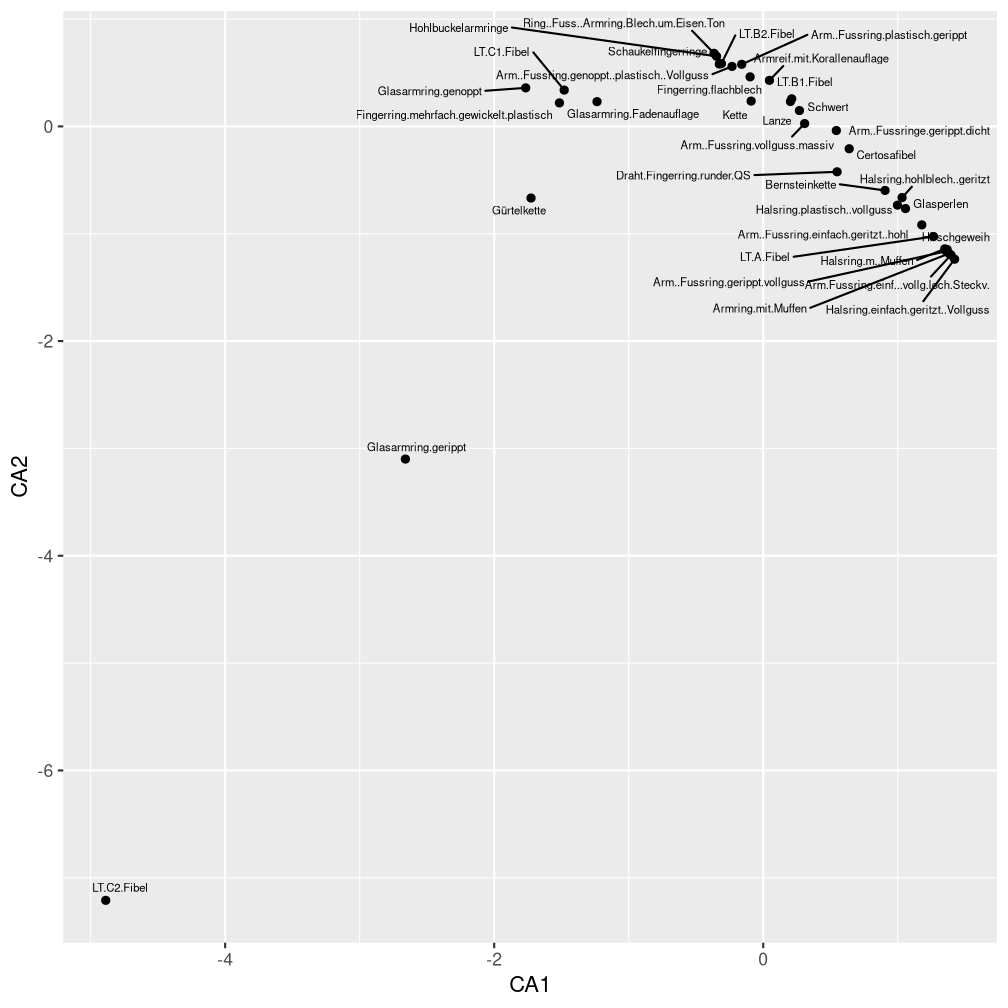 Ring..Fuss..Armring.Blech.um.Eisen.Ton
Hohlbuckelarmringe
LT.B2.Fibel
Arm..Fussring.plastisch.gerippt
LT.C1.Fibel
Schaukelfingerringe
Armreif.mit.Korallenauflage
Arm..Fussring.genoppt..plastisch..Vollguss
LT.B1.Fibel
Glasarmring.genoppt
Fingerring.flachblech
Fingerring.mehrfach.gewickelt.plastisch
Glasarmring.Fadenauflage
Kette
Schwert
Lanze
Arm..Fussringe.gerippt.dicht
Arm..Fussring.vollguss.massiv
Certosafibel
Draht.Fingerring.runder.QS
Halsring.hohlblech..geritzt
Bernsteinkette
Glasperlen
Halsring.plastisch..vollguss
Gürtelkette
Arm..Fussring.einfach.geritzt..hohl
Hirschgeweih
LT.A.Fibel
Halsring.m..Muffen
Arm..Fussring.gerippt.vollguss
Arm.Fussring.einf...vollg.loch.Steckv.
Armring.mit.Muffen
Halsring.einfach.geritzt..Vollguss
Glasarmring.gerippt
LT.C2.Fibel
0
-2
-4
-6
CA2
-4
-2
0
CA1